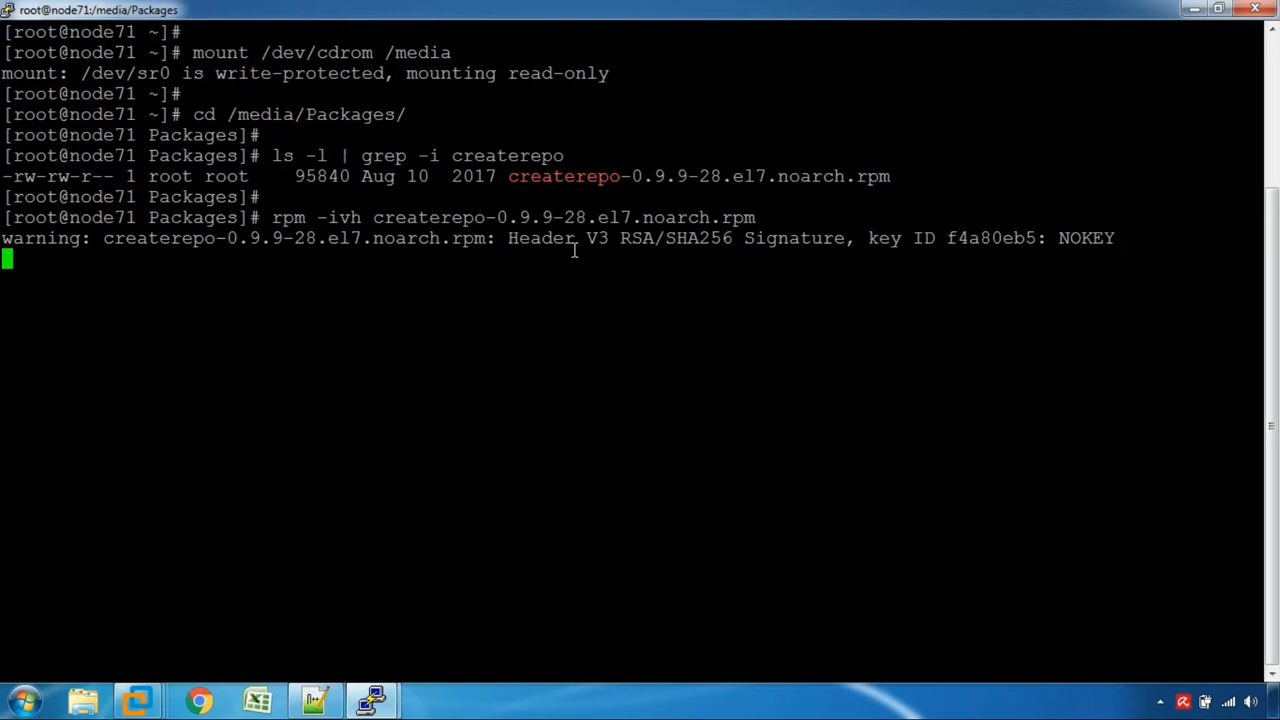 root@node71:/media/Packages
[root@node71 ~]#
[root@node71 ~]# mount /dev/cdrom /media
mount: /dev/sr0 is write-protected, mounting read-only
[root@node71 ~]#
[root@node71 ~]# cd /media/Packages/
[root@node71 Packages]#
[root@node71 Packages]# ls -l | grep -i createrepo
-rw-rw-r-- 1 root root    95840 Aug 10  2017 createrepo-0.9.9-28.el7.noarch.rpm
[root@node71 Packages]#
[root@node71 Packages]# rpm -ivh createrepo-0.9.9-28.el7.noarch.rpm
warning: createrepo-0.9.9-28.el7.noarch.rpm: Header V3 RSA/SHA256 Signature, key ID f4a80eb5: NOKEY